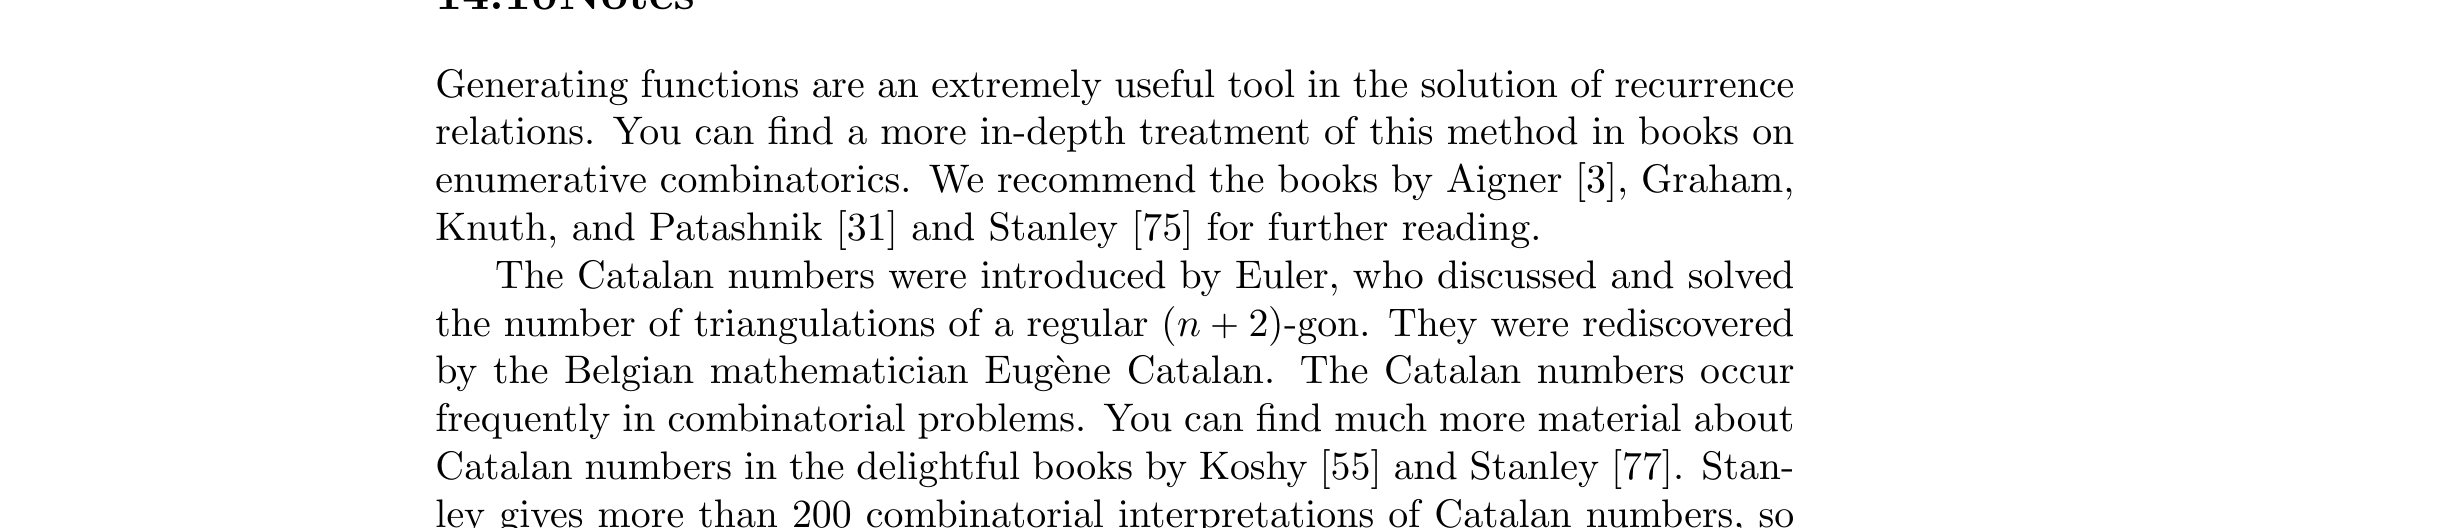 14.16Notes
Generating functions are an extremely useful tool in the solution of recurrence
relations. You can find a more in-depth treatment of this method in books on
enumerative combinatorics. We recommend the books by Aigner [3], Graham,
Knuth, and Patashnik [31] and Stanley [75] for further reading.
The Catalan numbers were introduced by Euler, who discussed and solved
the number of triangulations of a regular (n + 2)-gon. They were rediscovered
by the Belgian mathematician Eugène Catalan. The Catalan numbers occur
frequently in combinatorial problems. You can find much more material about
Catalan numbers in the delightful books by Koshy [55] and Stanley [77]. Stan-
ley gives more than 200 combinatorial interpretations of Catalan numbers, so